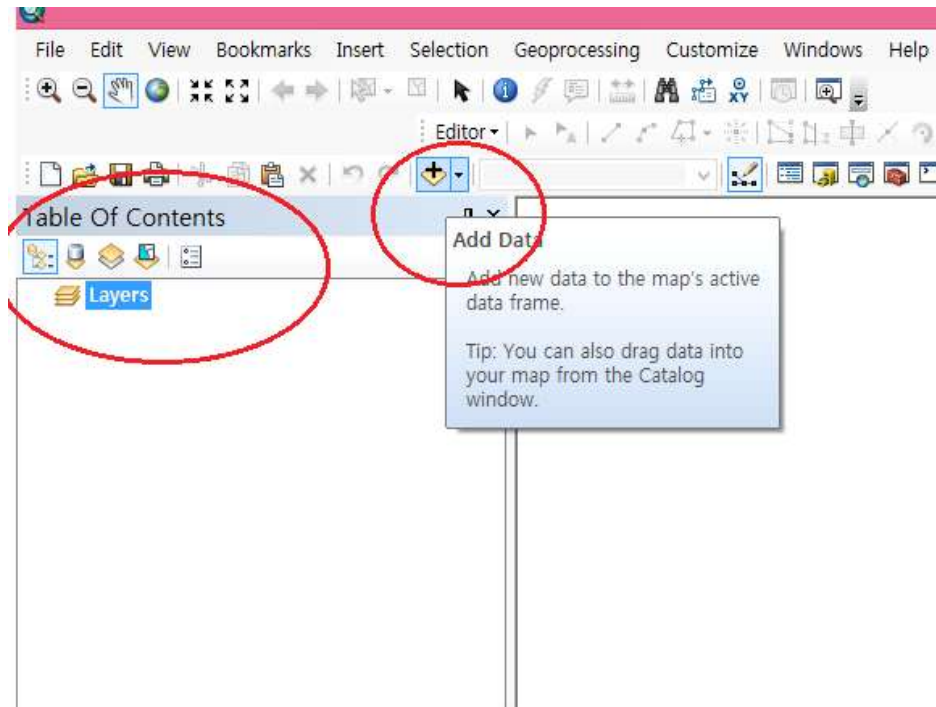 File Edit View Bookmarks Insert Selection Geoprocessing Customize Windows Help
Editor
Table Of Contents
Layers
Add Data
Add new data to the map's active
data frame.
Tip: You can also drag data into
your map from the Catalog
window.